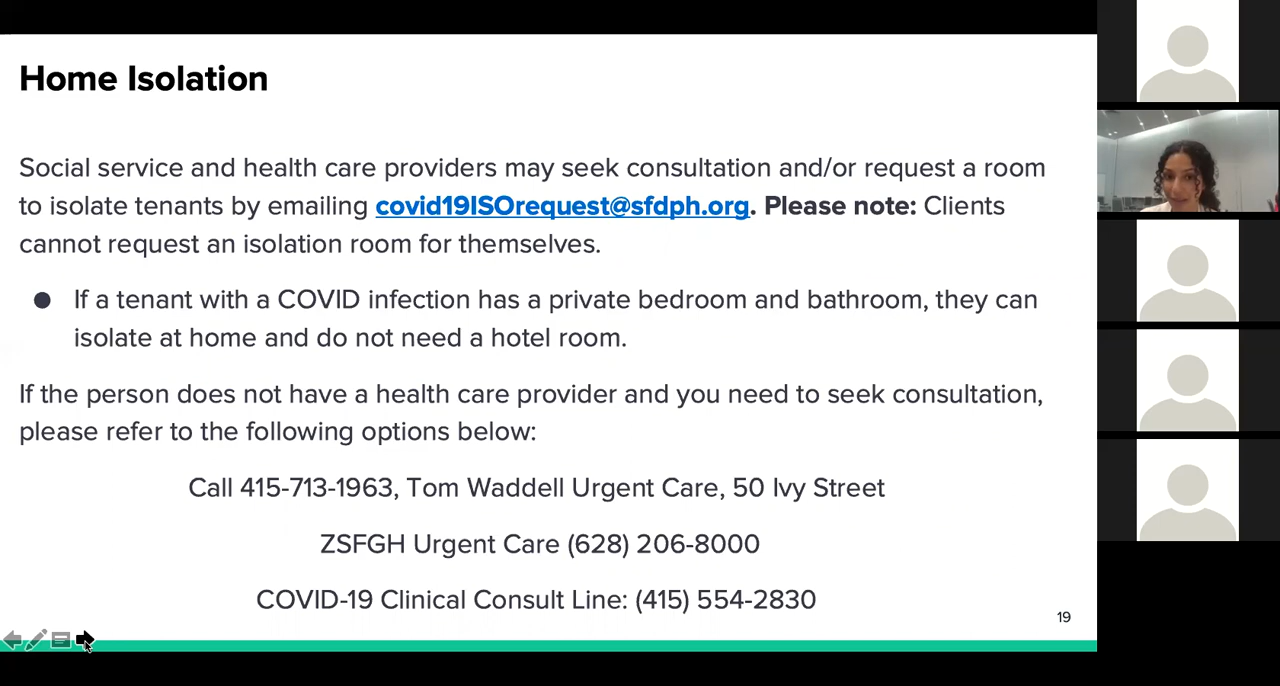 Home Isolation
Social service and health care providers may seek consultation and/or request a room
to isolate tenants by emailing covid19ISOrequest@sfdph.org. Please note: Clients
cannot request an isolation room for themselves.
● If a tenant with a COVID infection has a private bedroom and bathroom, they can
isolate at home and do not need a hotel room.
If the person does not have a health care provider and you need to seek consultation,
please refer to the following options below:
Call 415-713-1963, Tom Waddell Urgent Care, 50 Ivy Street
ZSFGH Urgent Care (628) 206-8000
COVID-19 Clinical Consult Line: (415) 554-2830
19